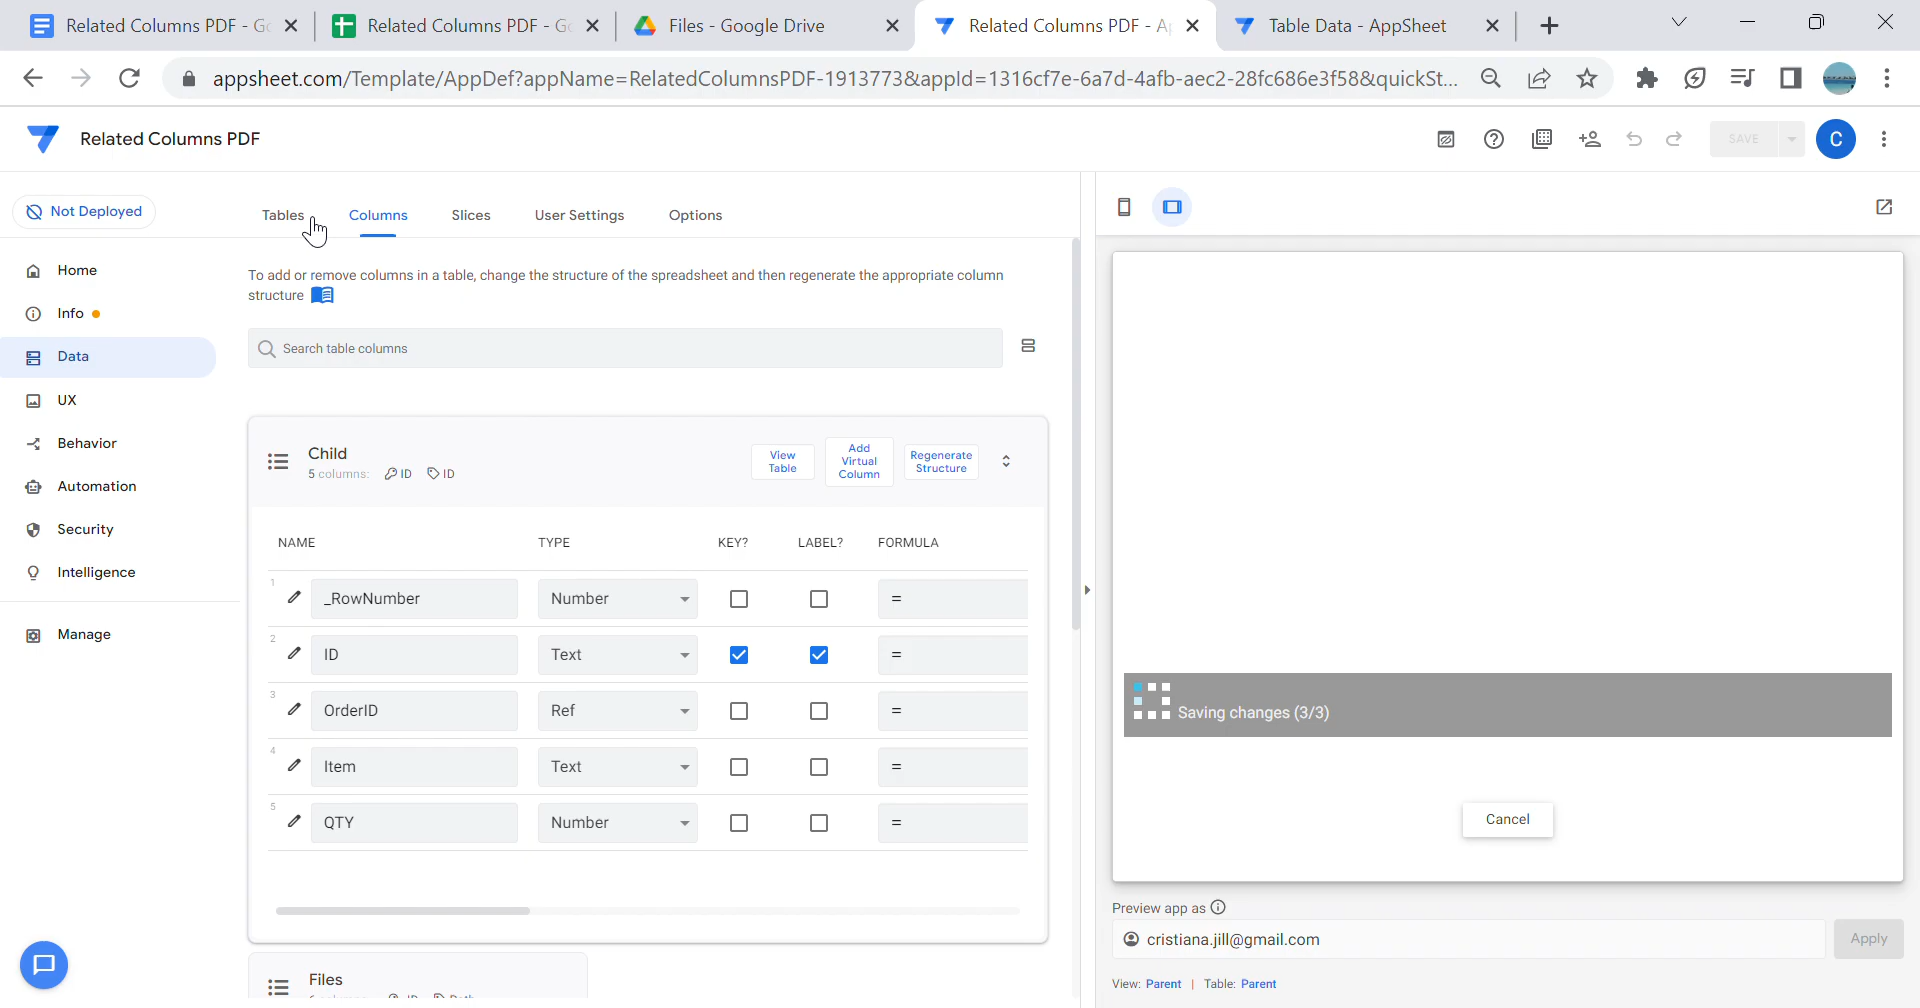 Related Columns PDF - Go
Related Columns PDF - Go
Files - Google Drive
Related Columns PDF - Ap
Table Data - AppSheet
appsheet.com/Template/AppDef?appName=RelatedColumnsPDF-1913773&appId=1316cf7e-6a7d-4afb-aec2-28fc686e3f58&quickSt...
Related Columns PDF
SAVE
C
Not Deployed
Tables
Columns
Slices
User Settings
Options
Home
Info
Data
UX
Behavior
Automation
Security
Intelligence
Manage
To add or remove columns in a table, change the structure of the spreadsheet and then regenerate the appropriate column
structure
Search table columns
Child
5 columns: ID ID
View
Table
Add
Virtual
Column
Regenerate
Structure
NAME TYPE KEY? LABEL? FORMULA
1 _RowNumber Number =
2 ID Text =
3 OrderID Ref =
4 Item Text =
5 QTY Number =
Files
Saving changes (3/3)
Cancel
Preview app as
cristiana.jill@gmail.com
Apply
View: Parent | Table: Parent